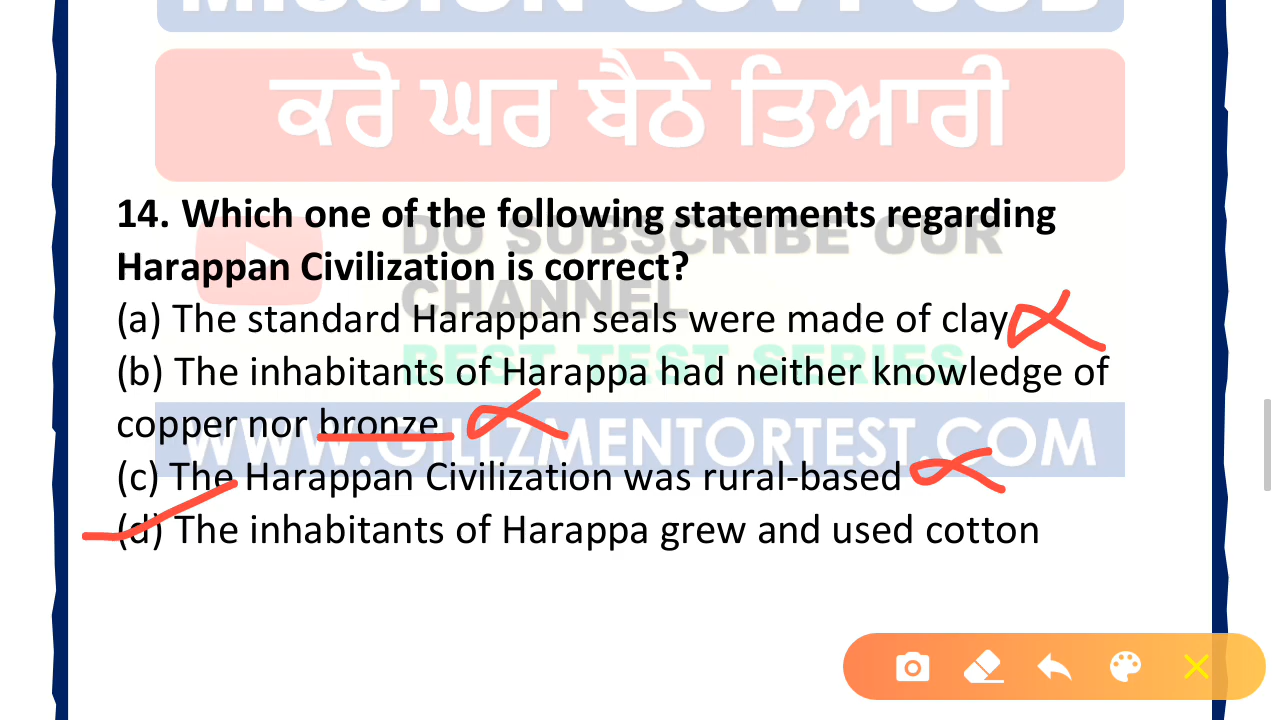 MISSION GOVT JOB
ਕਰੋ ਘਰ ਬੈਠੇ ਤਿਆਰੀ
14. Which one of the following statements regarding
DO SUBSCRIBE OUR
Harappan Civilization is correct?
CHANNEL
(a) The standard Harappan seals were made of clay
BEST TEST SERIES
(b) The inhabitants of Harappa had neither knowledge of
copper nor bronze
WWW.GILLZMENTORTEST.COM
(c) The Harappan Civilization was rural-based
(d) The inhabitants of Harappa grew and used cotton